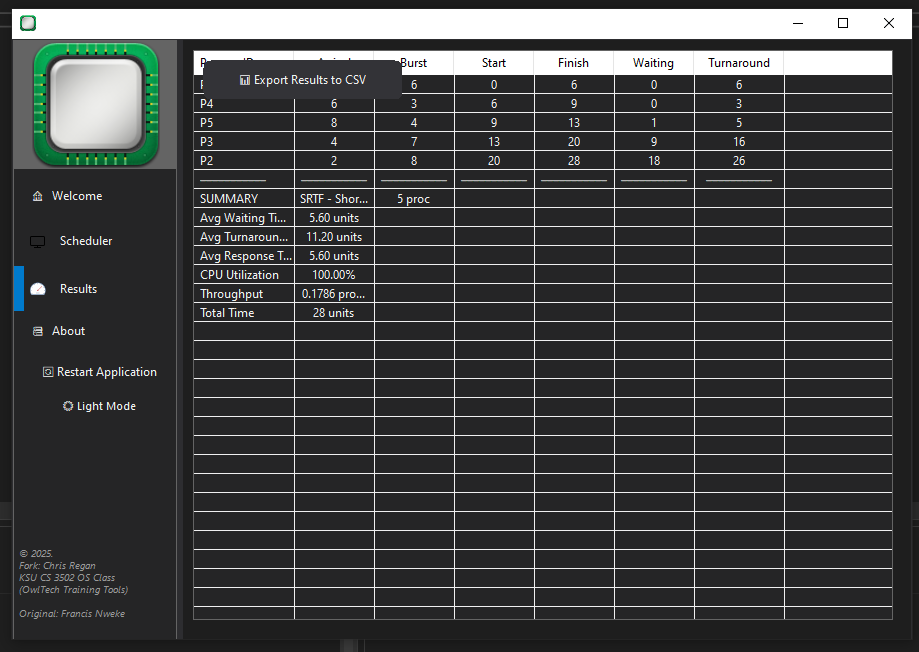 Burst Start Finish Waiting Turnaround
Export Results to CSV
6 0 6 0 6
P4 6 3 6 9 0 3
P5 8 4 9 13 1 5
P3 4 7 13 20 9 16
P2 2 8 20 28 18 26
SUMMARY SRTF - Shor... 5 proc
Avg Waiting Ti... 5.60 units
Avg Turnaroun... 11.20 units
Avg Response T... 5.60 units
CPU Utilization 100.00%
Throughput 0.1786 pro...
Total Time 28 units
Welcome
Scheduler
Results
About
Restart Application
Light Mode
© 2025.
Fork: Chris Regan
KSU CS 3502 OS Class
(OwlTech Training Tools)
Original: Francis Nweke